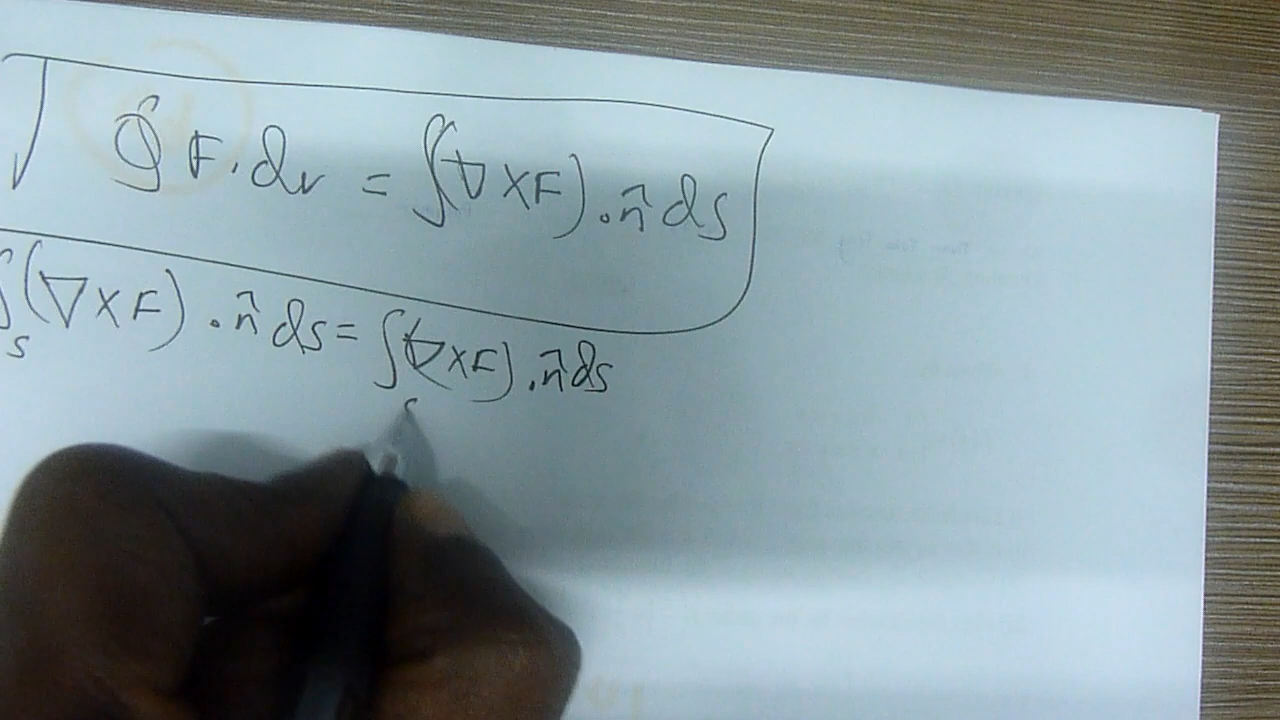 ∮ F . dr = ∫(∇ X F) . n̂ ds
∫(∇ X F) . n̂ ds = ∫(∇ X F) . n̂ ds
s s